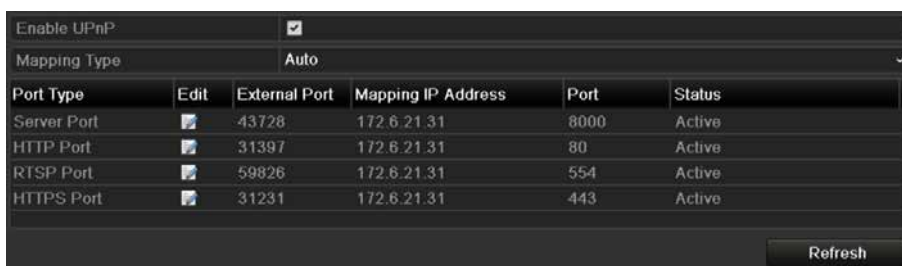 Enable UPnP
Mapping Type Auto
Port Type Edit External Port Mapping IP Address Port Status
Server Port 43728 172.6.21.31 8000 Active
HTTP Port 31397 172.6.21.31 80 Active
RTSP Port 59826 172.6.21.31 554 Active
HTTPS Port 31231 172.6.21.31 443 Active
Refresh